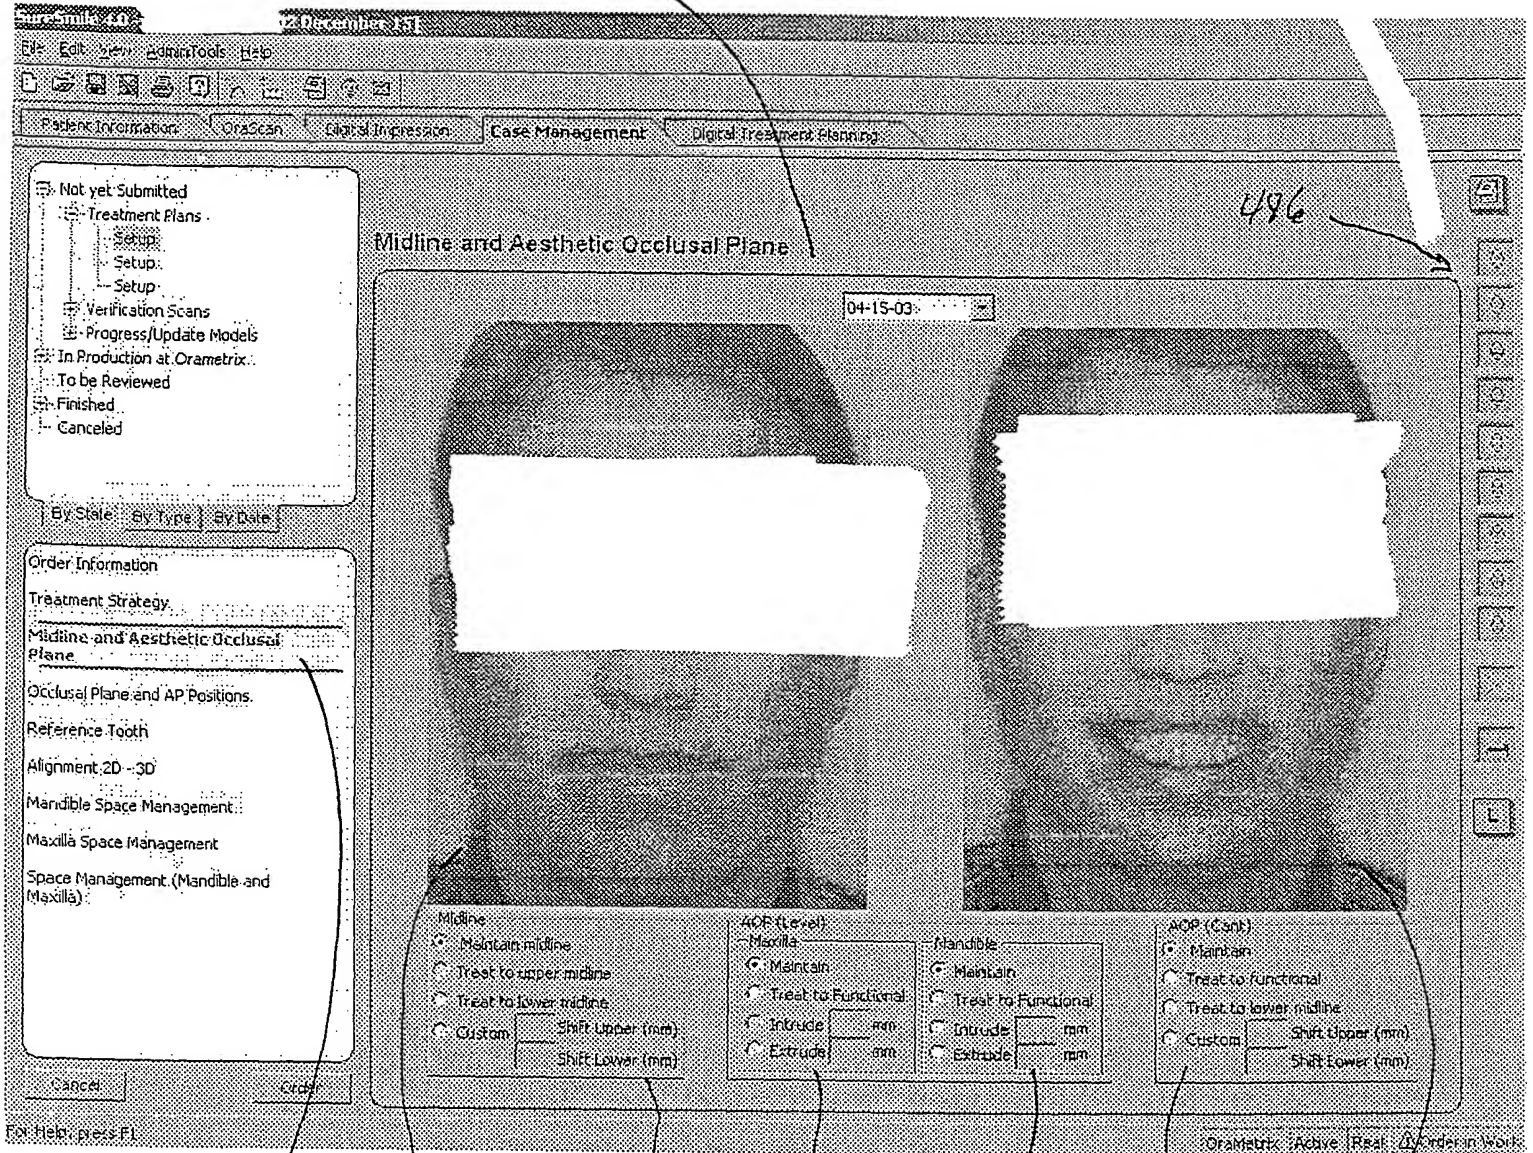 SureSmile 4.0 -
02 December 15]
File Edit View AdminTools Help
Patient Information OraScan Digital Impression Case Management Digital Treatment Planning
Not yet Submitted
Treatment Plans
Setup
Setup
Setup
Verification Scans
Progress/Update Models
In Production at Orametrix
To be Reviewed
Finished
Canceled
By State By Type By Date
Order Information
Treatment Strategy
Midline and Aesthetic Occlusal
Plane
Occlusal Plane and AP Positions
Reference Tooth
Alignment 2D - 3D
Mandible Space Management
Maxilla Space Management
Space Management (Mandible and
Maxilla)
Cancel Order
496
Midline and Aesthetic Occlusal Plane
04-15-03
Midline
Maintain midline
Treat to upper midline
Treat to lower midline
Custom Shift Upper (mm)
Shift Lower (mm)
AOP (Level)
Maxilla
Maintain
Treat to Functional
Intrude mm
Extrude mm
Mandible
Maintain
Treat to Functional
Intrude mm
Extrude mm
AOP (Cant)
Maintain
Treat to functional
Treat to lower midline
Custom Shift Upper (mm)
Shift Lower (mm)
For Help, press F1
OraMetrix Active Real Order in Work